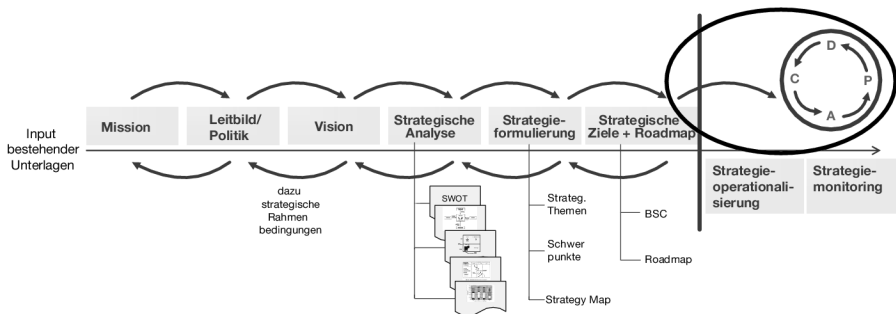 Input
bestehender
Unterlagen
Mission
Leitbild/
Politik
Vision
Strategische
Analyse
Strategie-
formulierung
Strategische
Ziele + Roadmap
D
C
P
A
Strategie-
operationali-
sierung
Strategie-
monitoring
dazu
strategische
Rahmen
bedingungen
SWOT
Strateg.
Themen
Schwer
punkte
Strategy Map
BSC
Roadmap